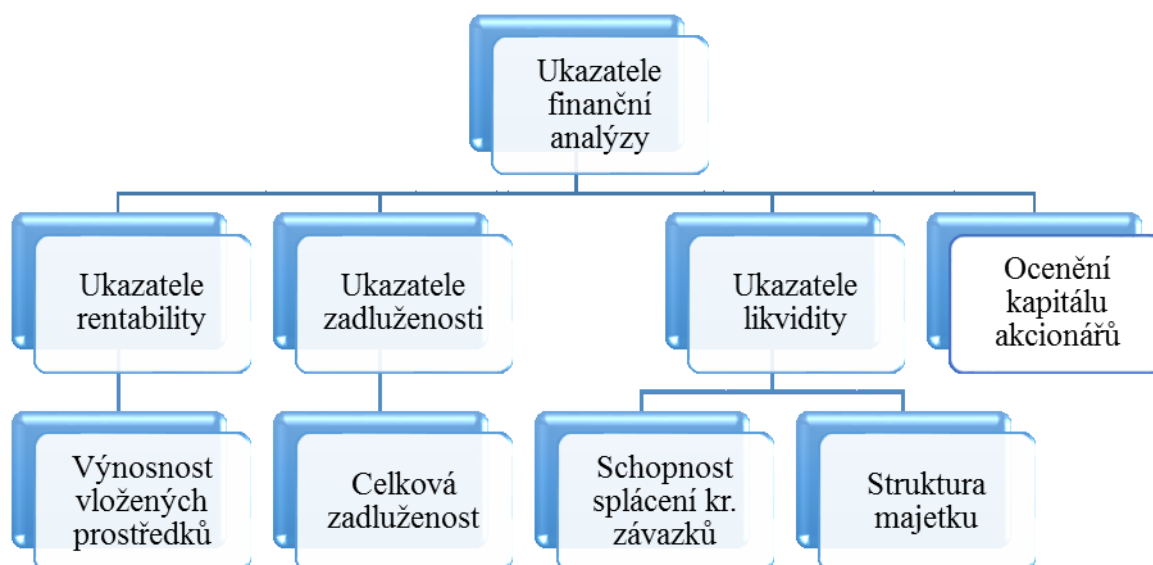 Ukazatele
finanční
analýzy
Ukazatele
rentability
Ukazatele
zadluženosti
Ukazatele
likvidity
Ocenění
kapitálu
akcionářů
Výnosnost
vložených
prostředků
Celková
zadluženost
Schopnost
splácení kr.
závazků
Struktura
majetku